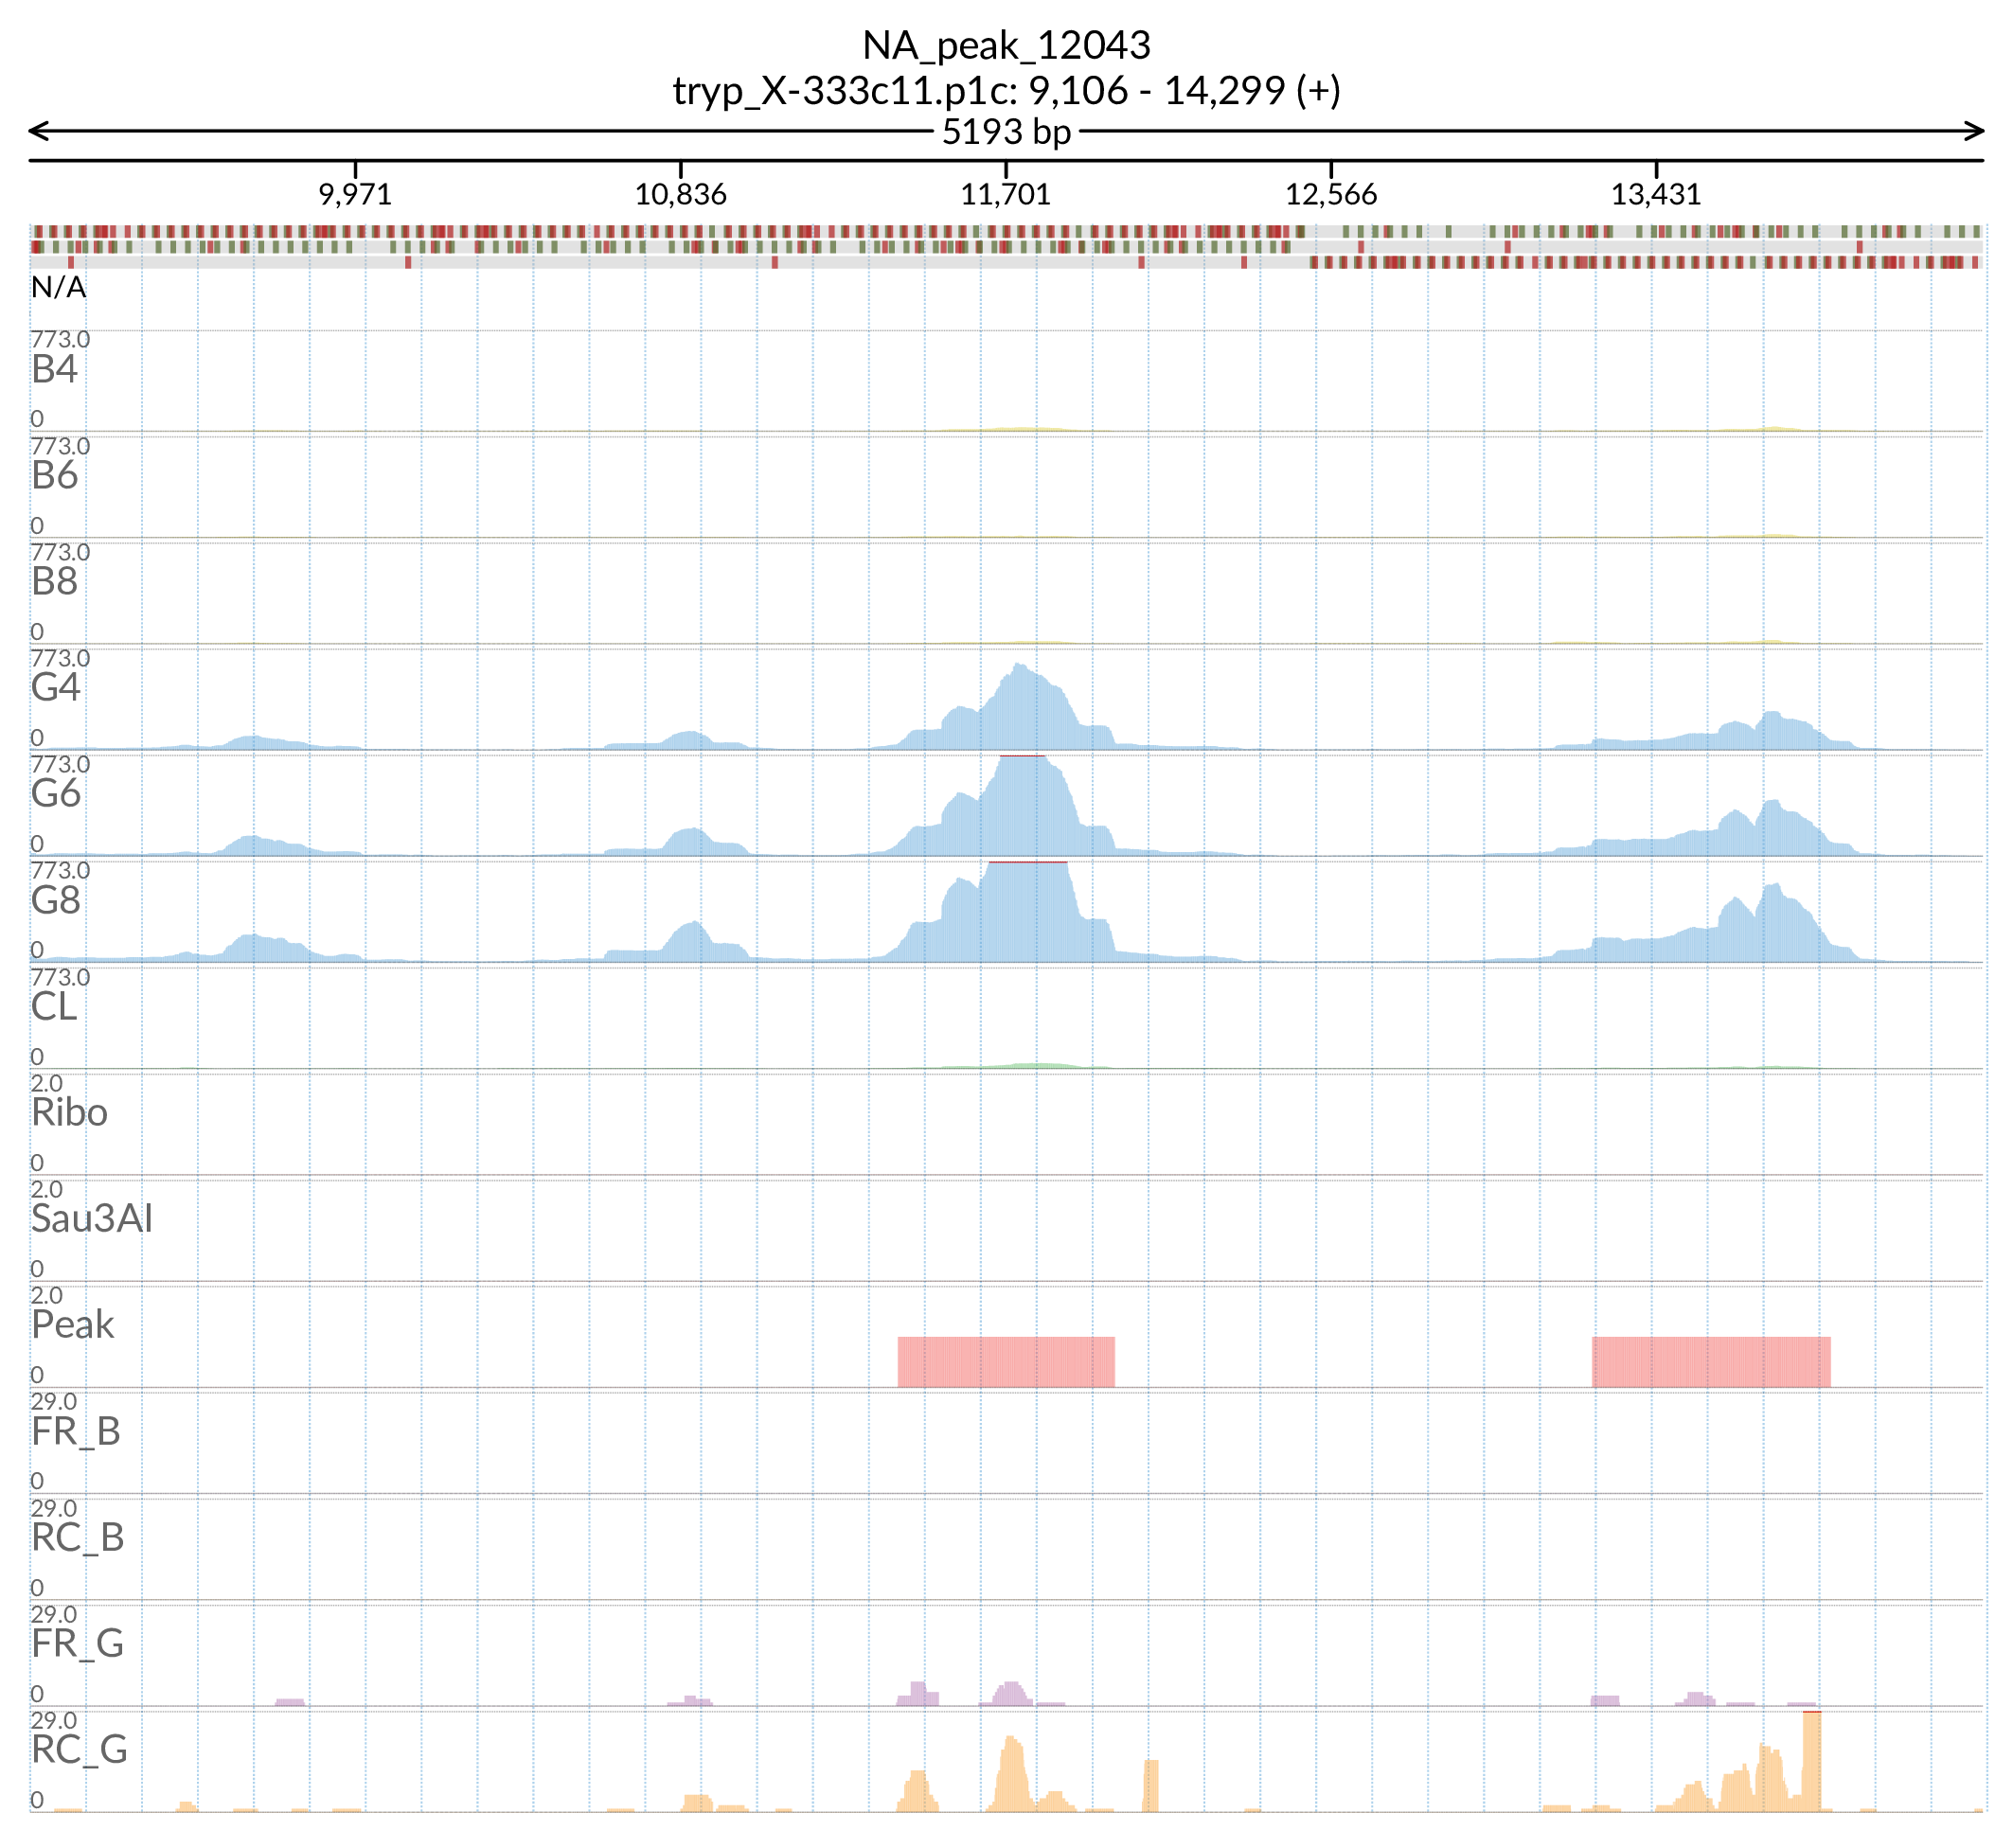 NA_peak_12043
tryp_X-333c11.p1c: 9,106 - 14,299 (+)
5193 bp
9,971 10,836 11,701 12,566 13,431
N/A
773.0
B4
0
773.0
B6
0
773.0
B8
0
773.0
G4
0
773.0
G6
0
773.0
G8
0
773.0
CL
0
2.0
Ribo
0
2.0
Sau3AI
0
2.0
Peak
0
29.0
FR_B
0
29.0
RC_B
0
29.0
FR_G
0
29.0
RC_G
0